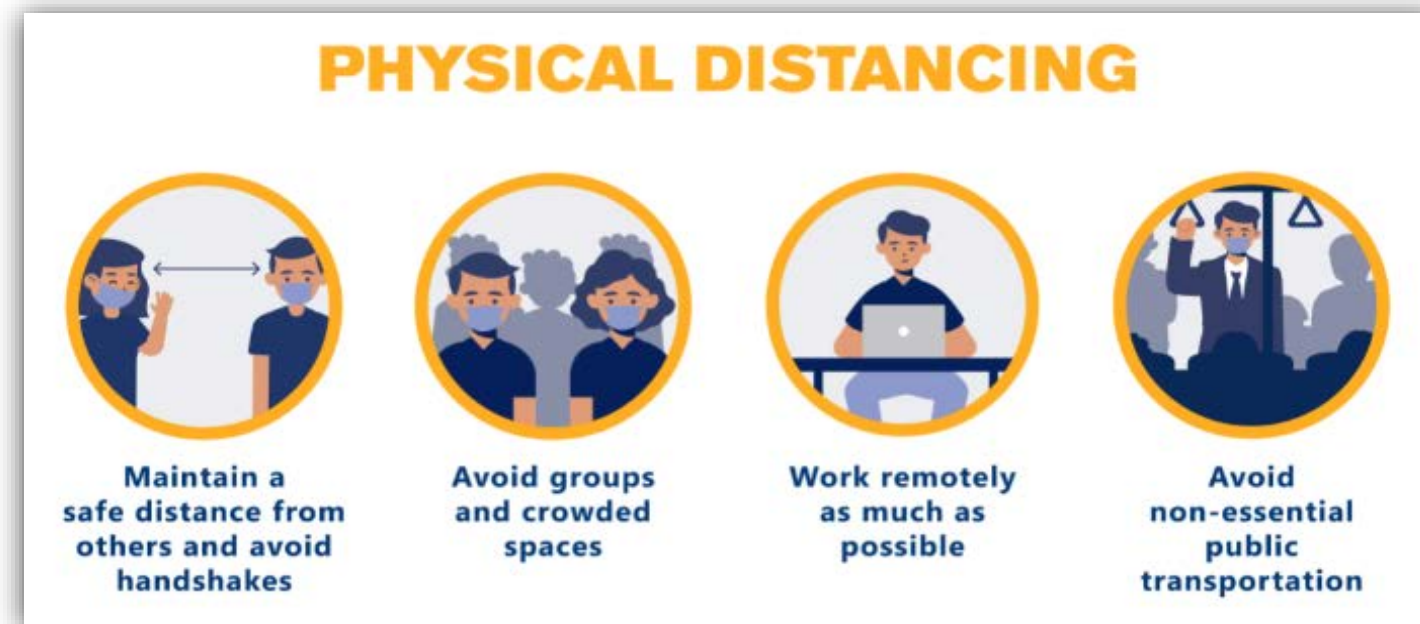 PHYSICAL DISTANCING
Maintain a
safe distance from
others and avoid
handshakes
Avoid groups
and crowded
spaces
Work remotely
as much as
possible
Avoid
non-essential
public
transportation